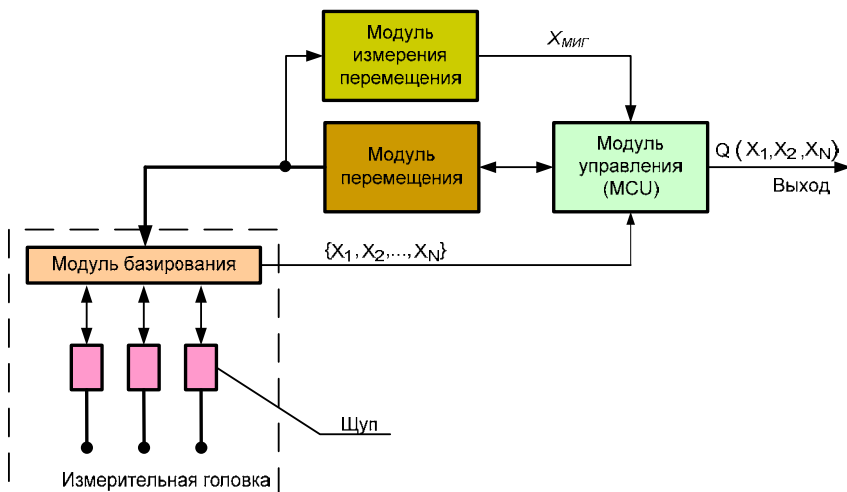 Модуль
измерения
перемещения
X МИГ
Модуль
перемещения
Модуль
управления
(MCU)
Q (X1,X2,XN)
Выход
Модуль базирования
{X1,X2,...,XN}
Щуп
Измерительная головка